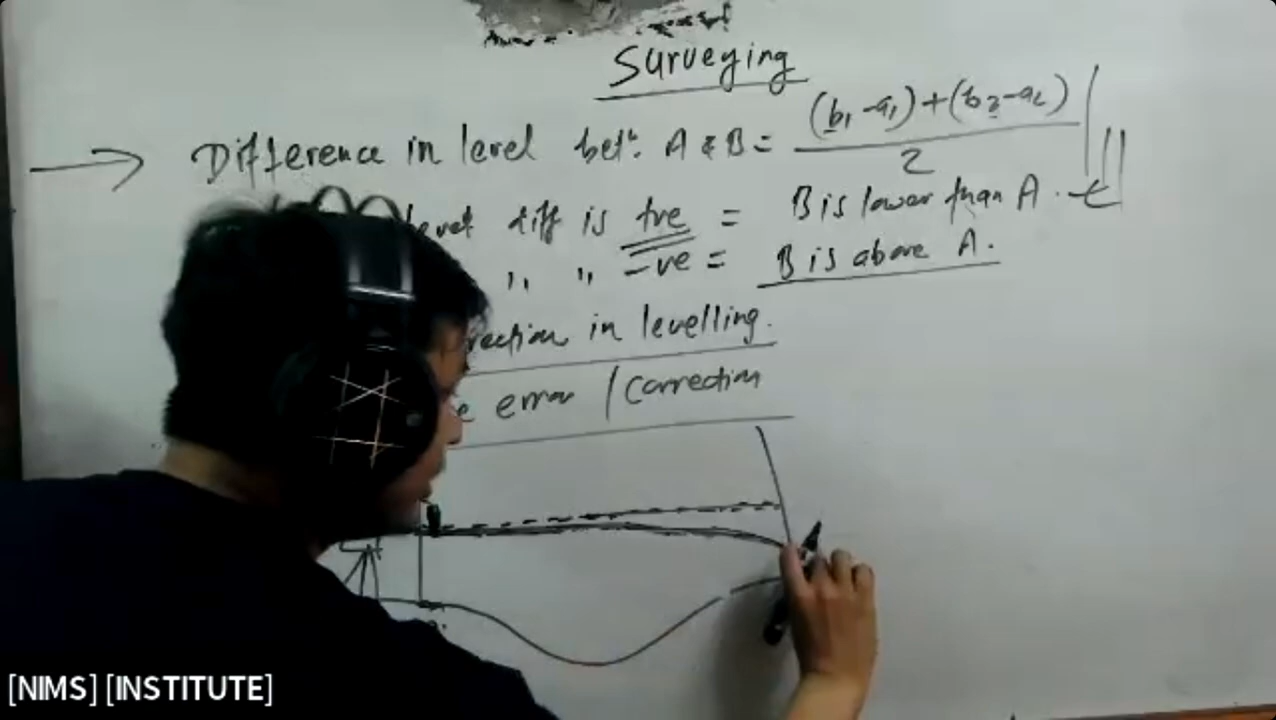 Surveying
Difference in level betⁿ. A & B = (b₁-a₁)+(b₂-a₂)
2
level diff is +ve = B is lower than A.
" " -ve = B is above A.
rection in levelling.
e error / Correction
[NIMS] [INSTITUTE]